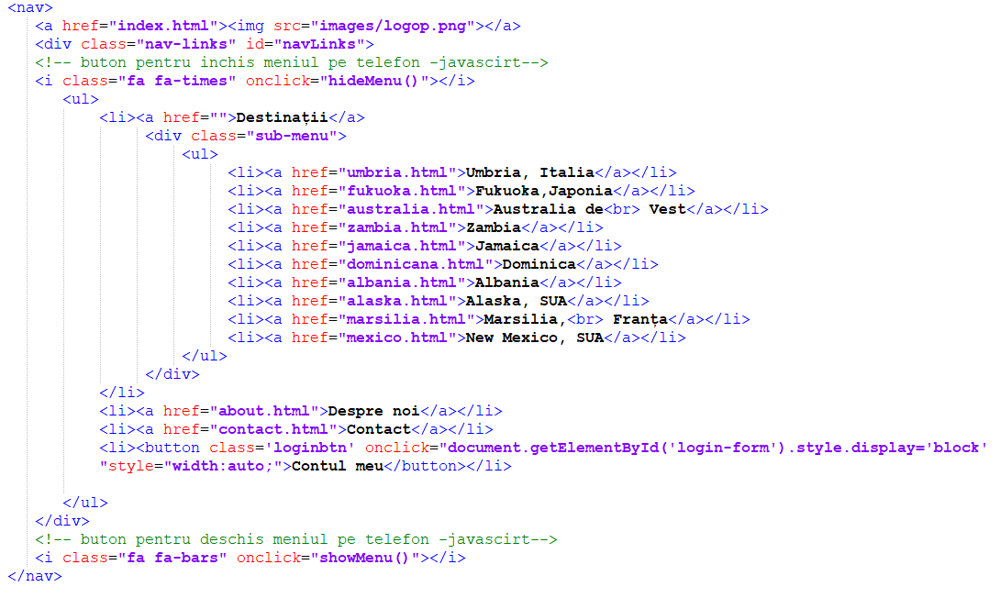 <nav>
<a href="index.html"><img src="images/logop.png"></a>
<div class="nav-links" id="navLinks">
<!-- buton pentru inchis meniul pe telefon -javascirt-->
<i class="fa fa-times" onclick="hideMenu()"></i>
<ul>
<li><a href="">Destinații</a>
<div class="sub-menu">
<ul>
<li><a href="umbria.html">Umbria, Italia</a></li>
<li><a href="fukuoka.html">Fukuoka,Japonia</a></li>
<li><a href="australia.html">Australia de<br> Vest</a></li>
<li><a href="zambia.html">Zambia</a></li>
<li><a href="jamaica.html">Jamaica</a></li>
<li><a href="dominicana.html">Dominica</a></li>
<li><a href="albania.html">Albania</a></li>
<li><a href="alaska.html">Alaska, SUA</a></li>
<li><a href="marsilia.html">Marsilia,<br> Franța</a></li>
<li><a href="mexico.html">New Mexico, SUA</a></li>
</ul>
</div>
</li>
<li><a href="about.html">Despre noi</a></li>
<li><a href="contact.html">Contact</a></li>
<li><button class='loginbtn' onclick="document.getElementById('login-form').style.display='block'
"style="width:auto;">Contul meu</button></li>
</ul>
</div>
<!-- buton pentru deschis meniul pe telefon -javascirt-->
<i class="fa fa-bars" onclick="showMenu()"></i>
</nav>